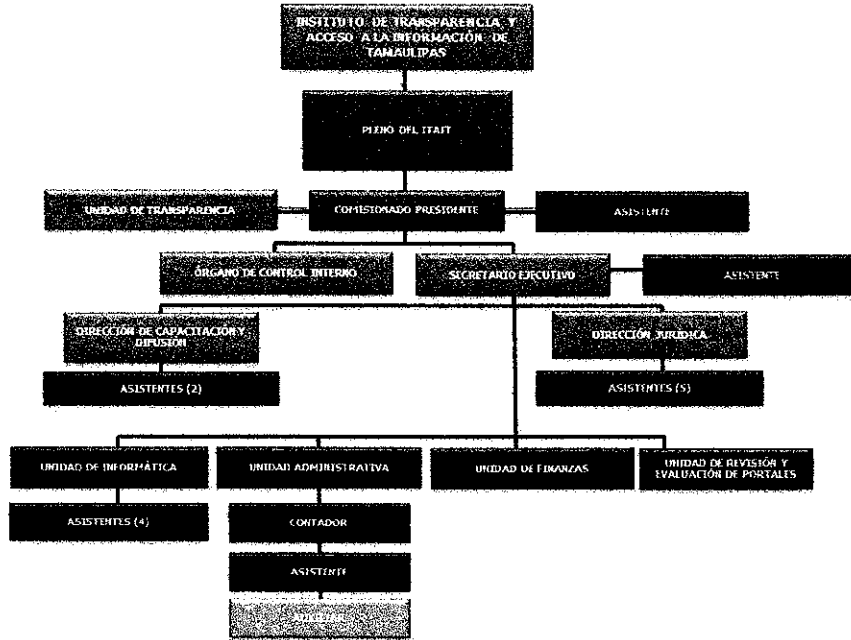 INSTITUTO DE TRANSPARENCIA Y
ACCESO A LA INFORMACIÓN DE
TAMAULIPAS
PLENO DEL ITAIT
UNIDAD DE TRANSPARENCIA
COMISIONADO PRESIDENTE
ASISTENTE
ÓRGANO DE CONTROL INTERNO
SECRETARIO EJECUTIVO
ASISTENTE
DIRECCIÓN DE CAPACITACIÓN Y
DIFUSIÓN
DIRECCIÓN JURÍDICA
ASISTENTES (2)
ASISTENTES (5)
UNIDAD DE INFORMÁTICA
UNIDAD ADMINISTRATIVA
UNIDAD DE FINANZAS
UNIDAD DE REVISIÓN Y
EVALUACIÓN DE PORTALES
ASISTENTES (4)
CONTADOR
ASISTENTE